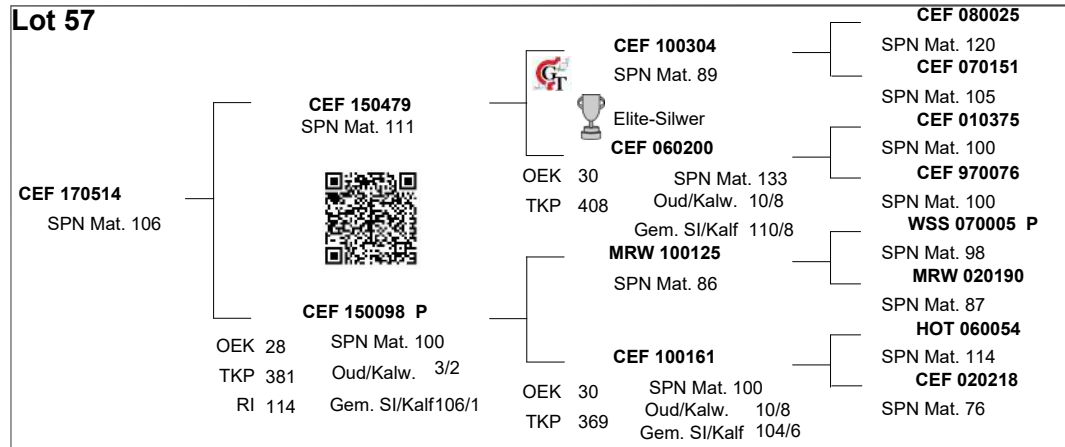 Lot 57
CEF 170514
SPN Mat. 106
CEF 150479
SPN Mat. 111
CEF 150098 P
OEK 28 SPN Mat. 100
TKP 381 Oud/Kalw. 3/2
RI 114 Gem. SI/Kalf106/1
GT
CEF 100304
SPN Mat. 89
Elite-Silwer
CEF 060200
OEK 30 SPN Mat. 133
TKP 408 Oud/Kalw. 10/8
Gem. SI/Kalf 110/8
MRW 100125
SPN Mat. 86
CEF 100161
OEK 30 SPN Mat. 100
TKP 369 Oud/Kalw. 10/8
Gem. SI/Kalf 104/6
CEF 080025
SPN Mat. 120
CEF 070151
SPN Mat. 105
CEF 010375
SPN Mat. 100
CEF 970076
SPN Mat. 100
WSS 070005 P
SPN Mat. 98
MRW 020190
SPN Mat. 87
HOT 060054
SPN Mat. 114
CEF 020218
SPN Mat. 76